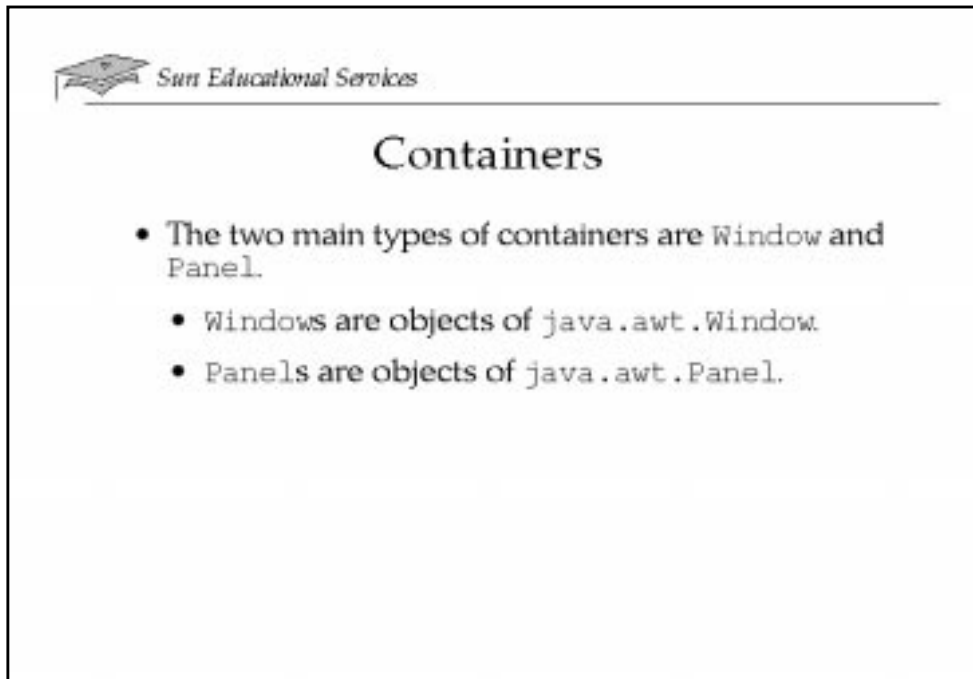 Sun Educational Services
Containers
• The two main types of containers are Window and
Panel.
• Windows are objects of java.awt.Window.
• Panels are objects of java.awt.Panel.